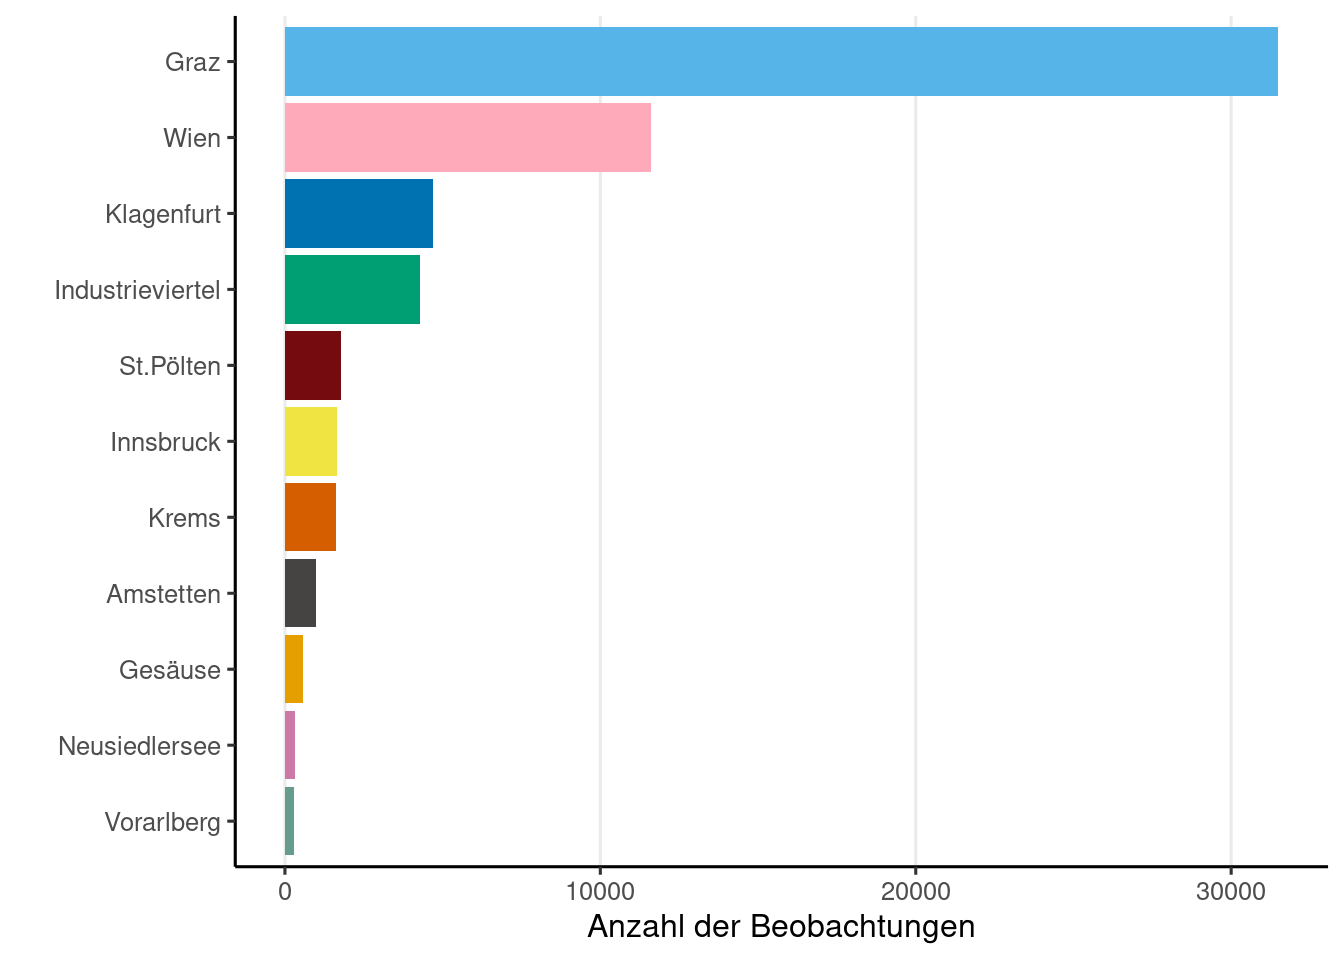 Graz
Wien
Klagenfurt
Industrieviertel
St.Pölten
Innsbruck
Krems
Amstetten
Gesäuse
Neusiedlersee
Vorarlberg
0 10000 20000 30000
Anzahl der Beobachtungen